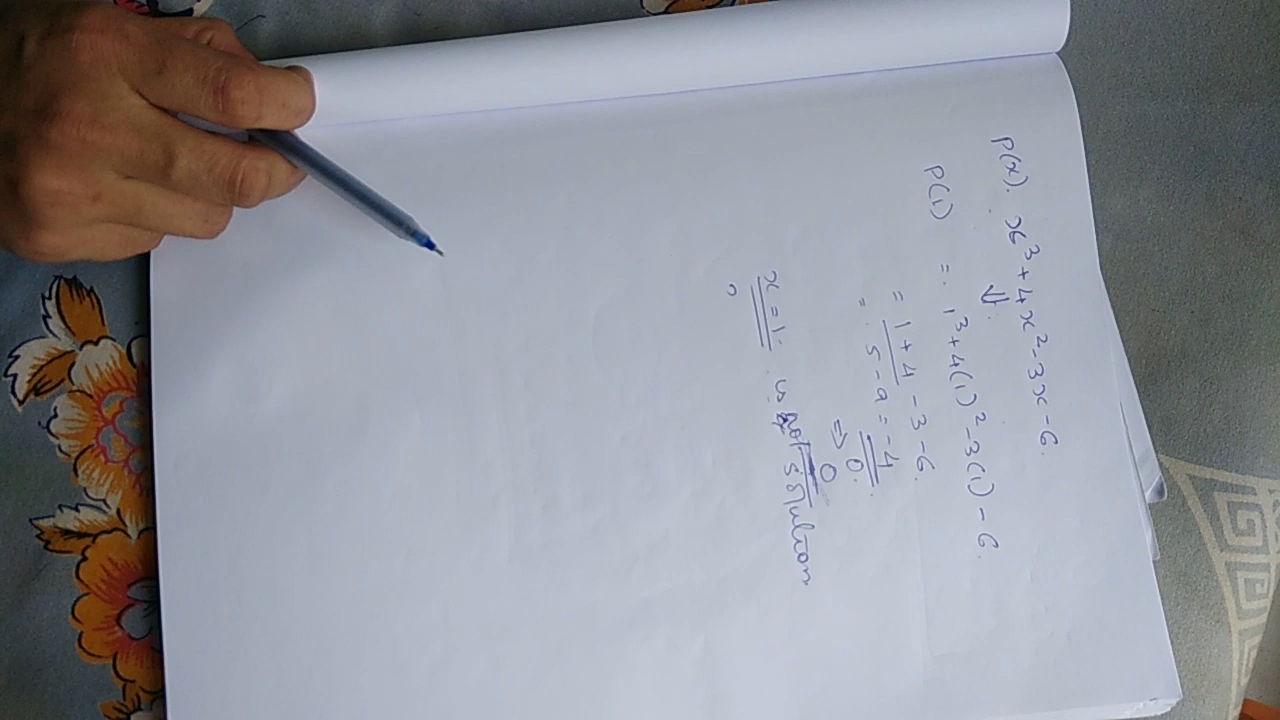 P(x). x³ + 4x² - 3x - 6.
⇓.
P(1) = . 1³ + 4(1)² - 3(1) - 6.
= 1 + 4 - 3 - 6.
= . 5 - 9 = -4.
⇒ 0.
0
x = 1. is not solution